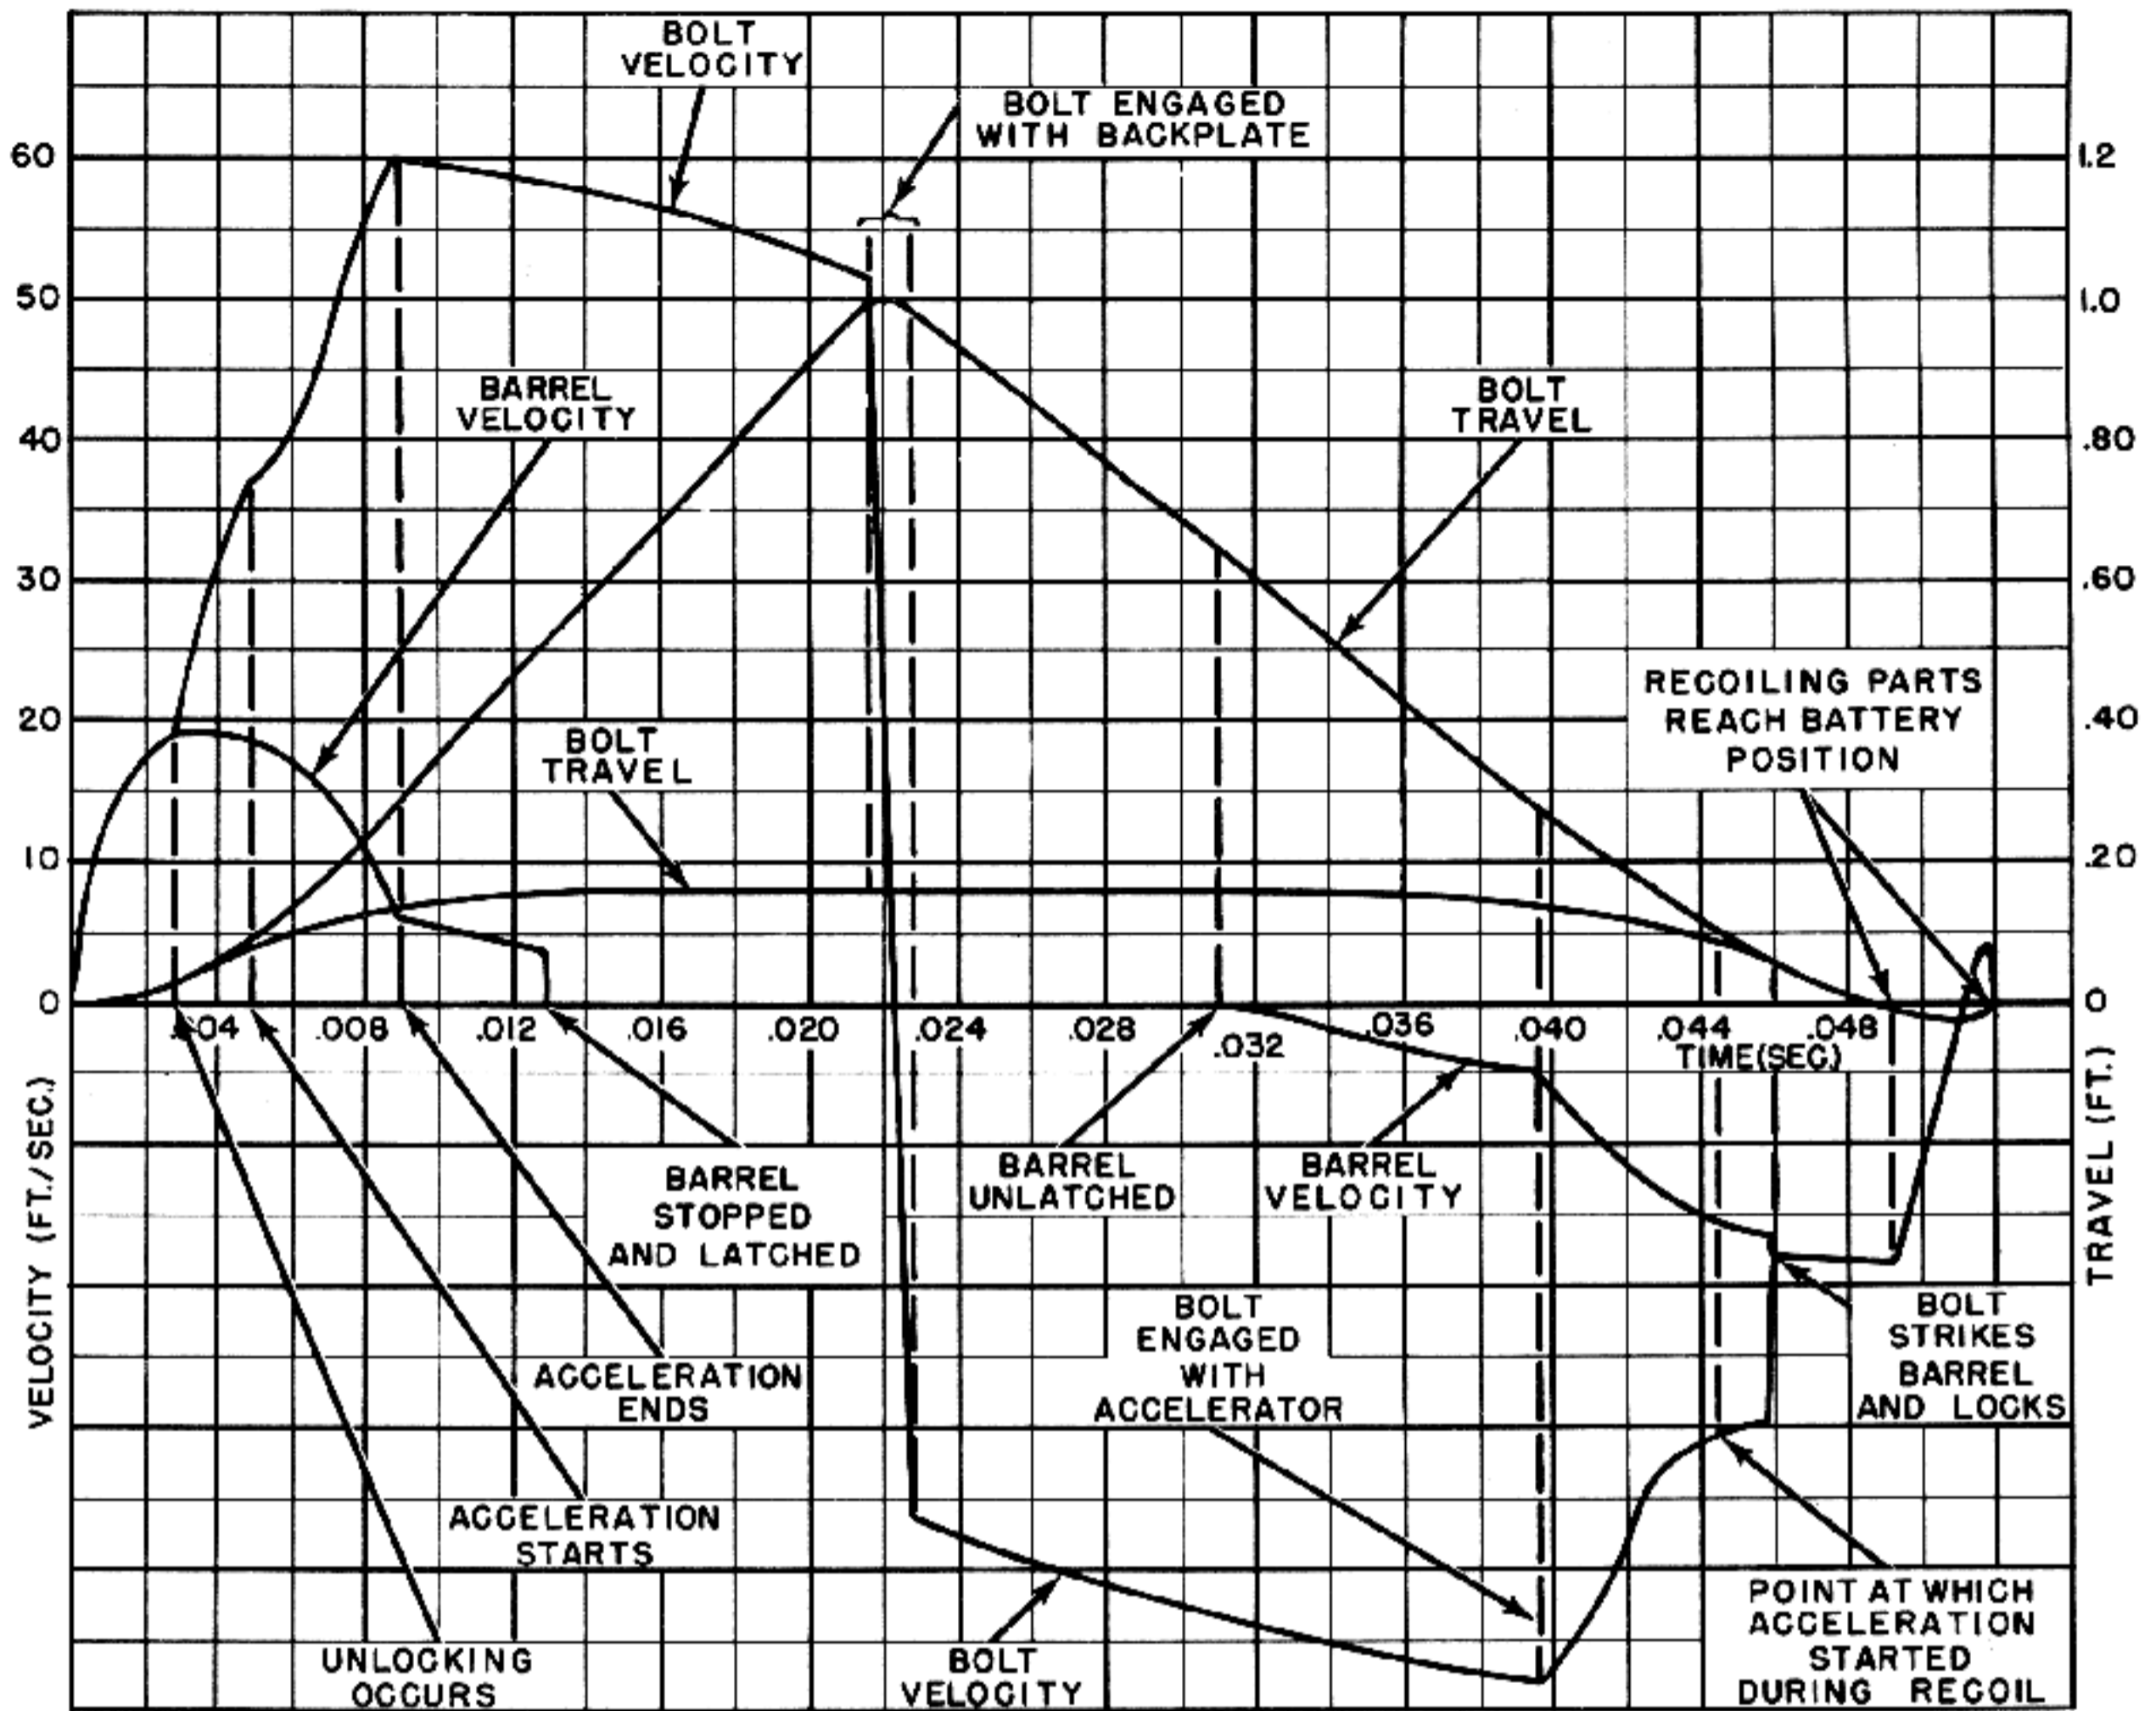 BOLT
VELOCITY
BOLT ENGAGED
WITH BACKPLATE
60
1.2
50
1.0
BARREL
VELOCITY
BOLT
TRAVEL
40
.80
30
.60
RECOILING PARTS
REACH BATTERY
POSITION
20
.40
BOLT
TRAVEL
10
.20
0
0
.004
.008
.012
.016
.020
.024
.028
.032
.036
.040
.044
.048
TIME(SEC.)
VELOCITY (FT./SEC.)
TRAVEL (FT.)
BARREL
STOPPED
AND LATCHED
BARREL
UNLATCHED
BARREL
VELOCITY
BOLT
ENGAGED
WITH
ACCELERATOR
BOLT
STRIKES
BARREL
AND LOCKS
ACCELERATION
ENDS
ACCELERATION
STARTS
UNLOCKING
OCCURS
BOLT
VELOCITY
POINT AT WHICH
ACCELERATION
STARTED
DURING RECOIL